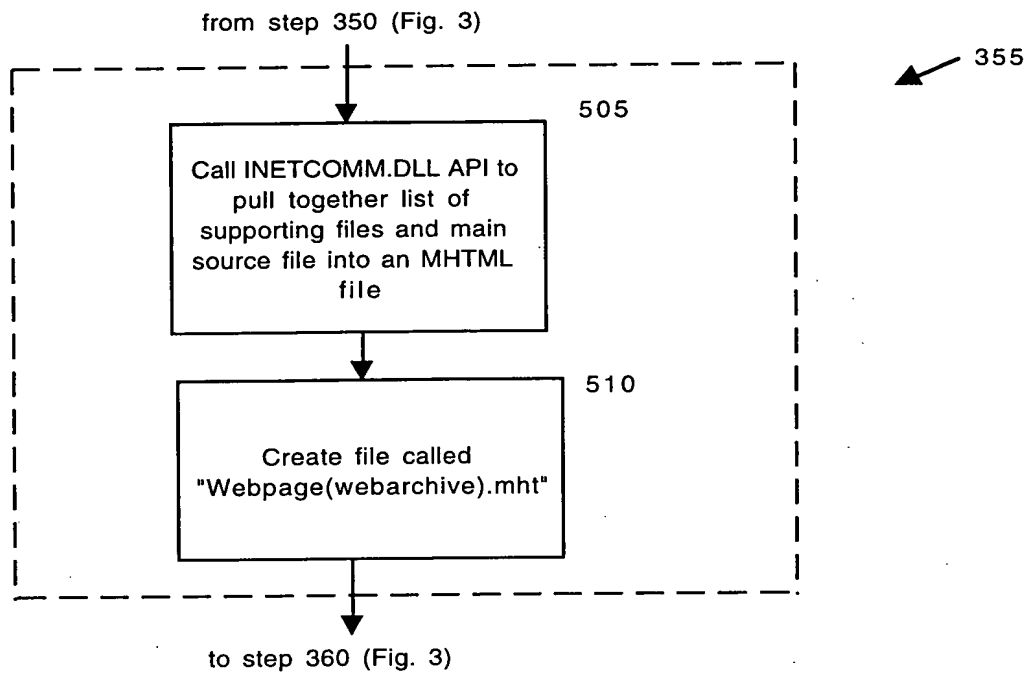 from step 350 (Fig. 3)
355
505
Call INETCOMM.DLL API to
pull together list of
supporting files and main
source file into an MHTML
file
510
Create file called
"Webpage(webarchive).mht"
to step 360 (Fig. 3)